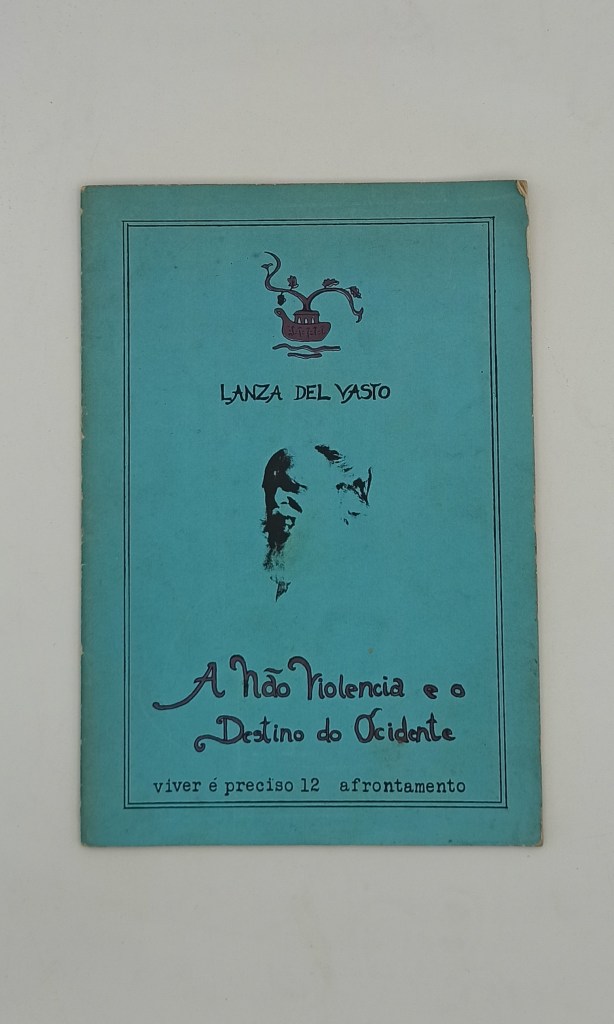 LANZA DEL VASTO
A Não Violencia e o
Destino do Ocidente
viver é preciso 12 afrontamento